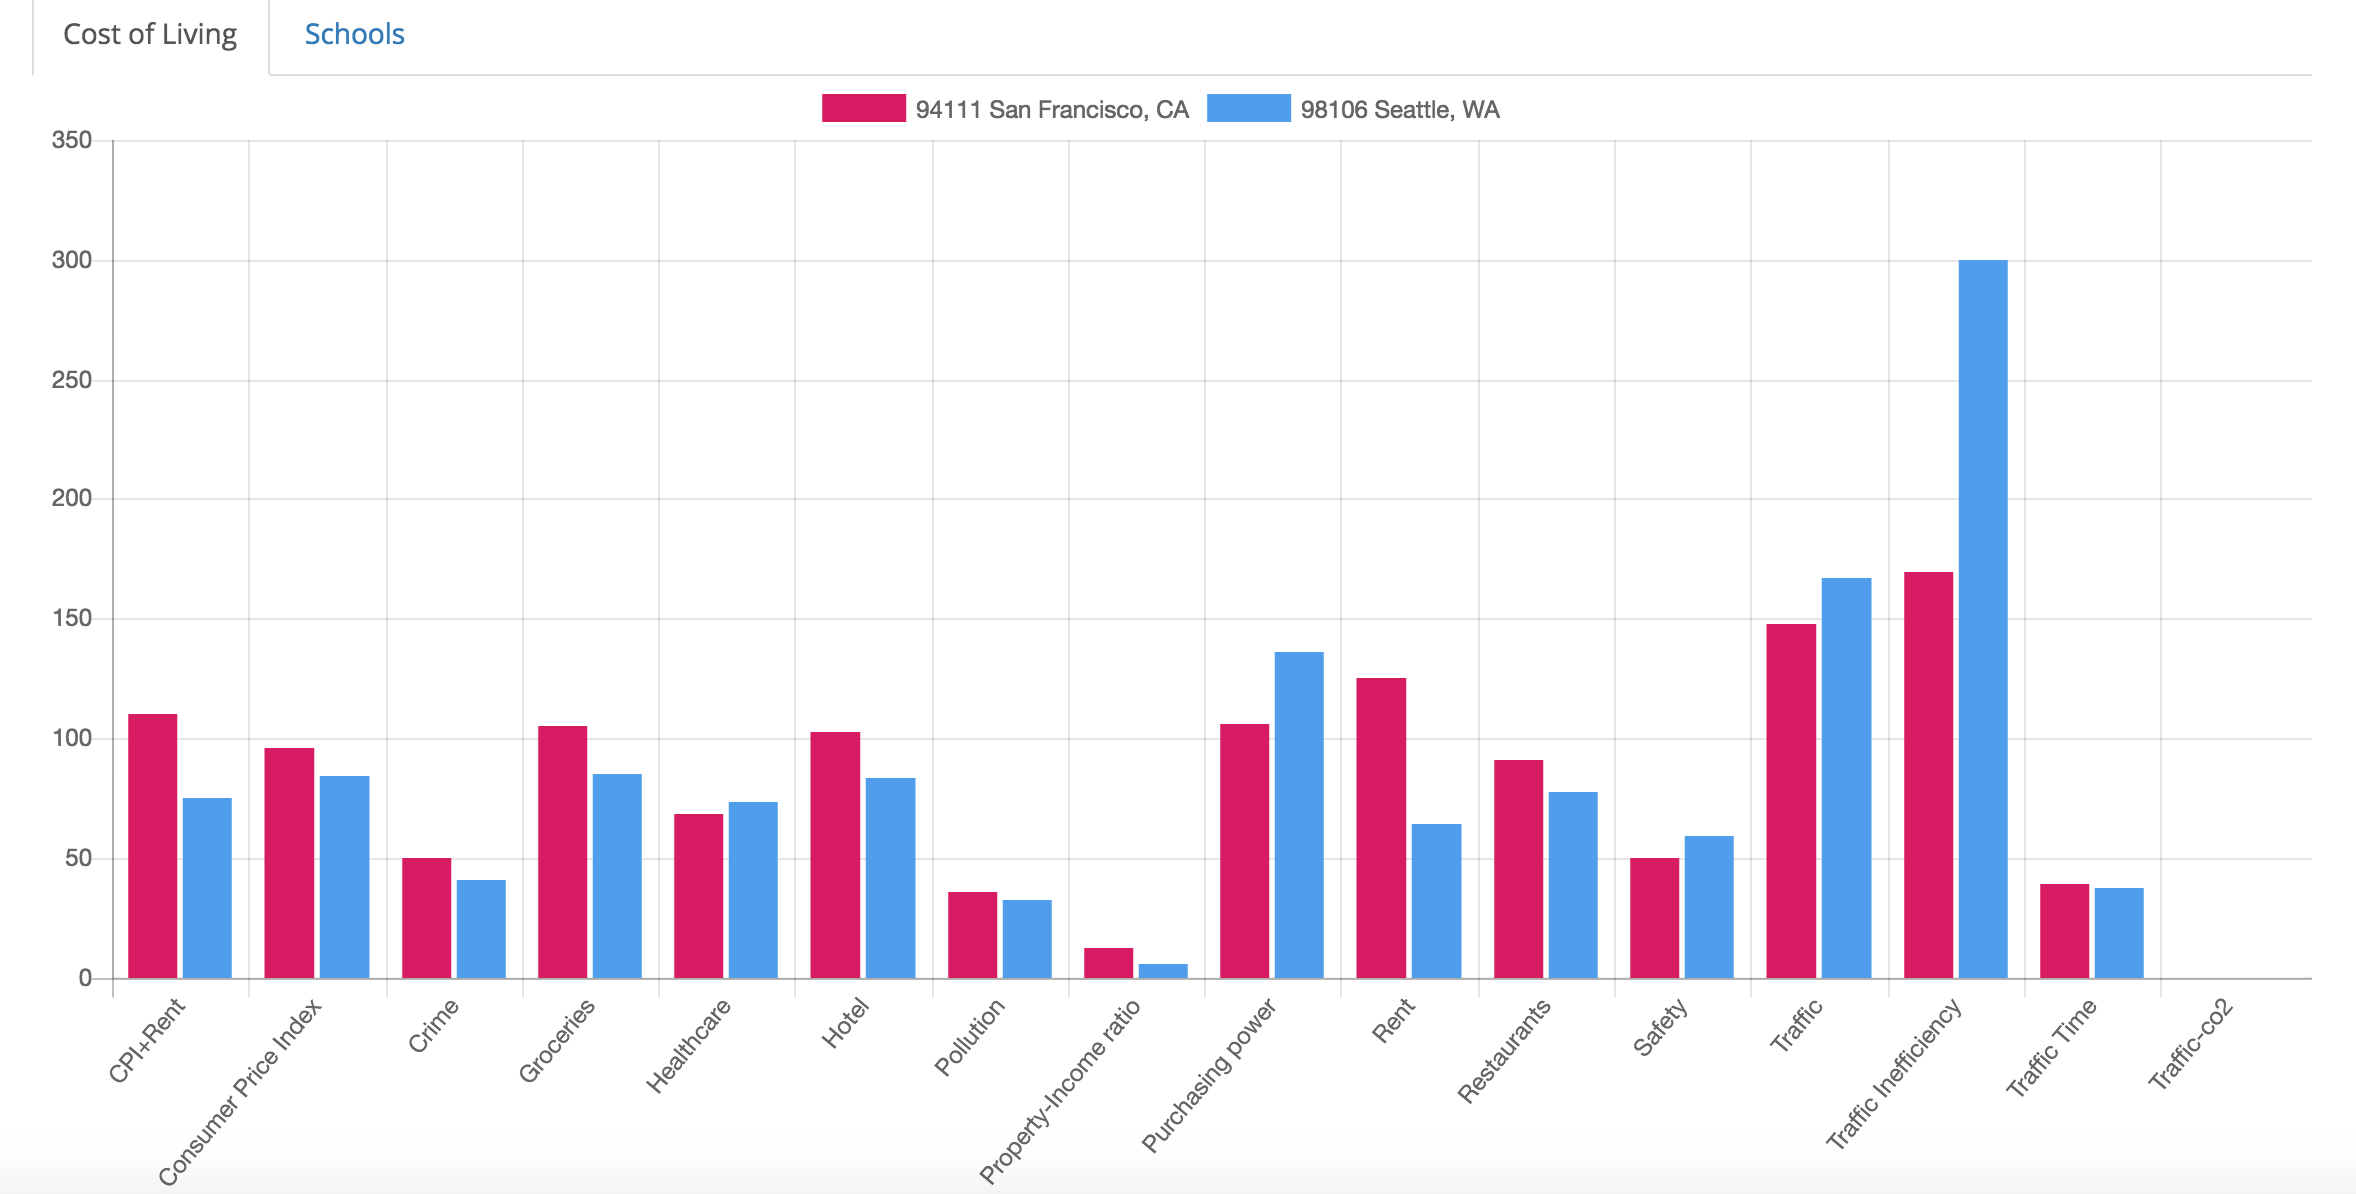 Cost of Living Schools
94111 San Francisco, CA 98106 Seattle, WA
350
300
250
200
150
100
50
0
CPI+Rent
Consumer Price Index
Crime
Groceries
Healthcare
Hotel
Pollution
Property-Income ratio
Purchasing power
Rent
Restaurants
Safety
Traffic
Traffic Inefficiency
Traffic Time
Traffic-co2